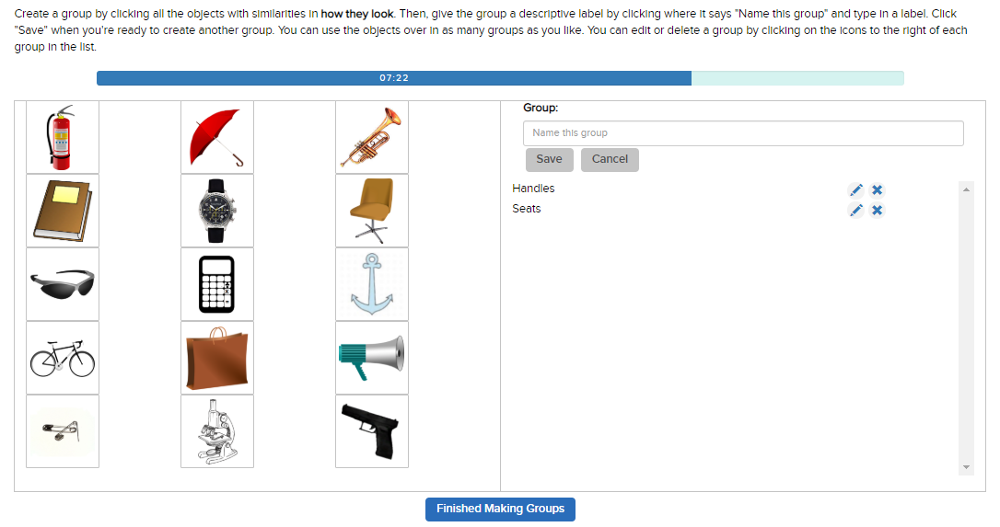 Create a group by clicking all the objects with similarities in how they look. Then, give the group a descriptive label by clicking where it says "Name this group" and type in a label. Click
"Save" when you're ready to create another group. You can use the objects over in as many groups as you like. You can edit or delete a group by clicking on the icons to the right of each
group in the list.
07:22
Group:
Name this group
Save Cancel
Handles
Seats
Finished Making Groups